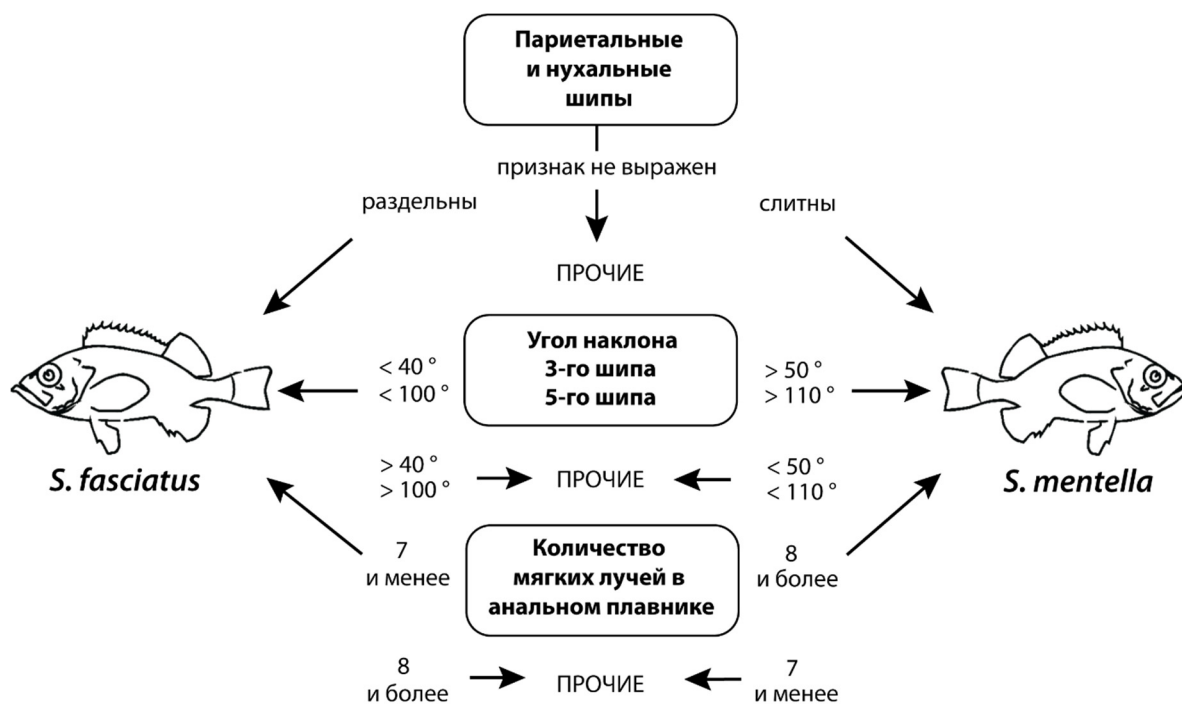 Париетальные
и нухальные
шипы
признак не выражен
раздельны
слитны
ПРОЧИЕ
Угол наклона
3-го шипа
5-го шипа
< 40 °
< 100 °
> 50 °
> 110 °
S. fasciatus
S. mentella
> 40 °
> 100 °
ПРОЧИЕ
< 50 °
< 110 °
7
и менее
Количество
мягких лучей в
анальном плавнике
8
и более
8
и более
ПРОЧИЕ
7
и менее